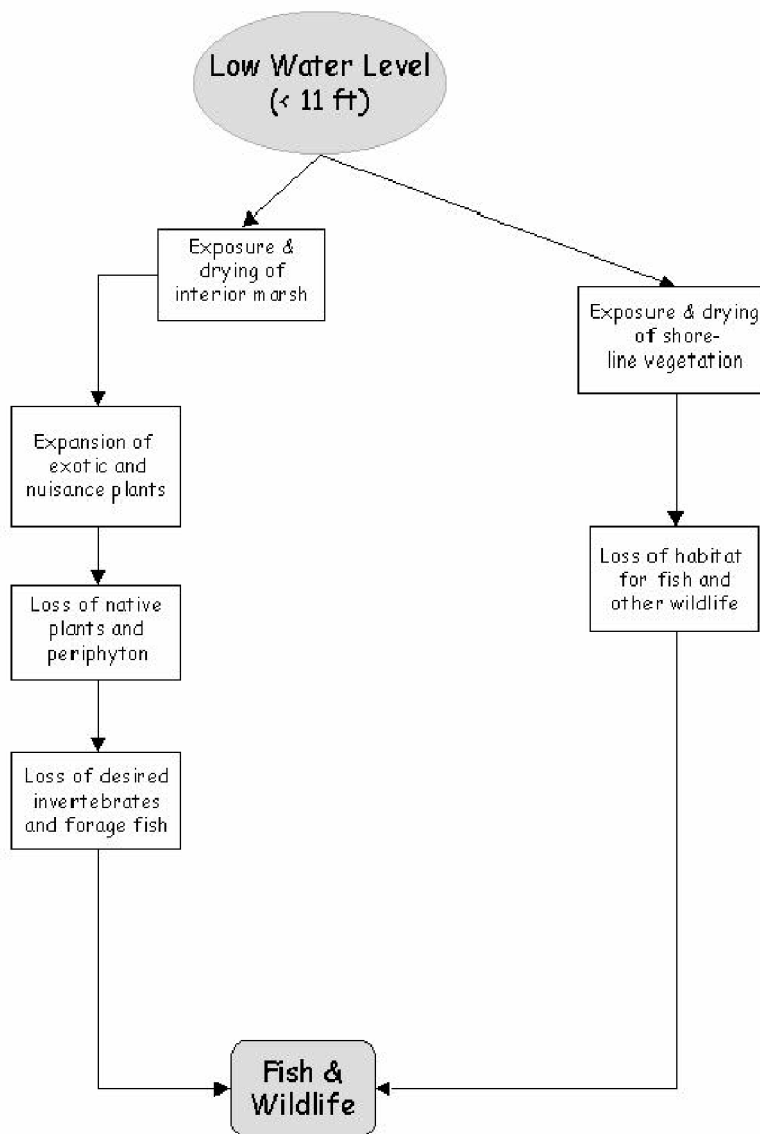 Low Water Level
(< 11 ft)
Exposure &
drying of
interior marsh
Exposure & drying
of shore-
line vegetation
Expansion of
exotic and
nuisance plants
Loss of habitat
for fish and
other wildlife
Loss of native
plants and
periphyton
Loss of desired
invertebrates
and forage fish
Fish &
Wildlife